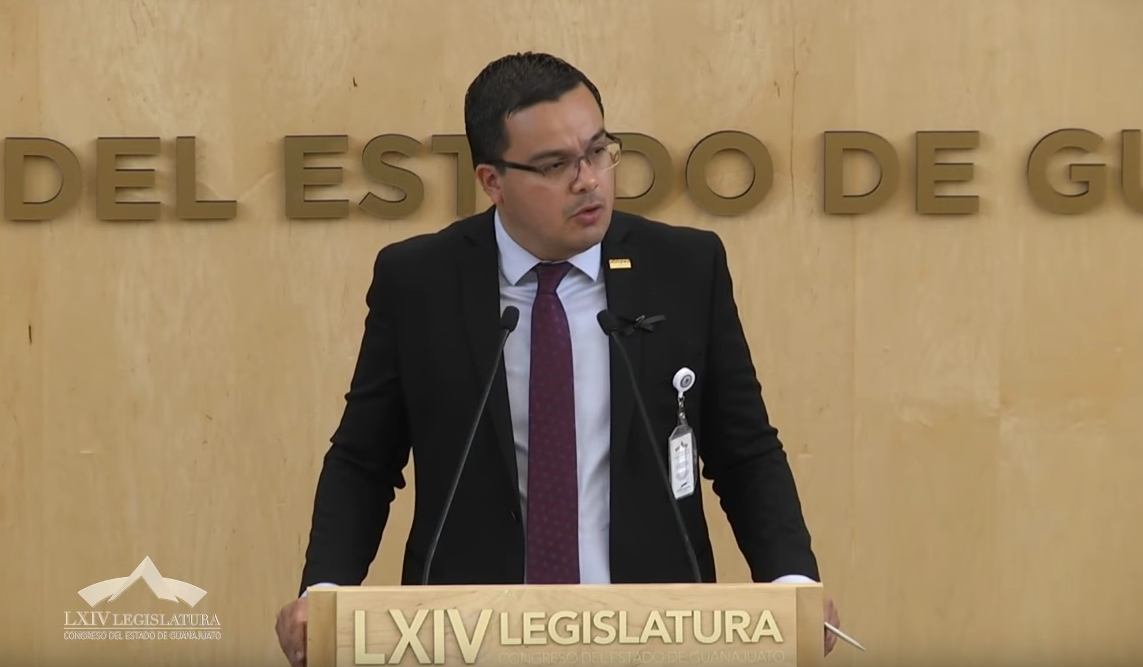 DEL ESTADO DE GU
LXIV LEGISLATURA
CONGRESO DEL ESTADO DE GUANAJUATO
LXIV LEGISLATURA
CONGRESO DEL ESTADO DE GUANAJUATO